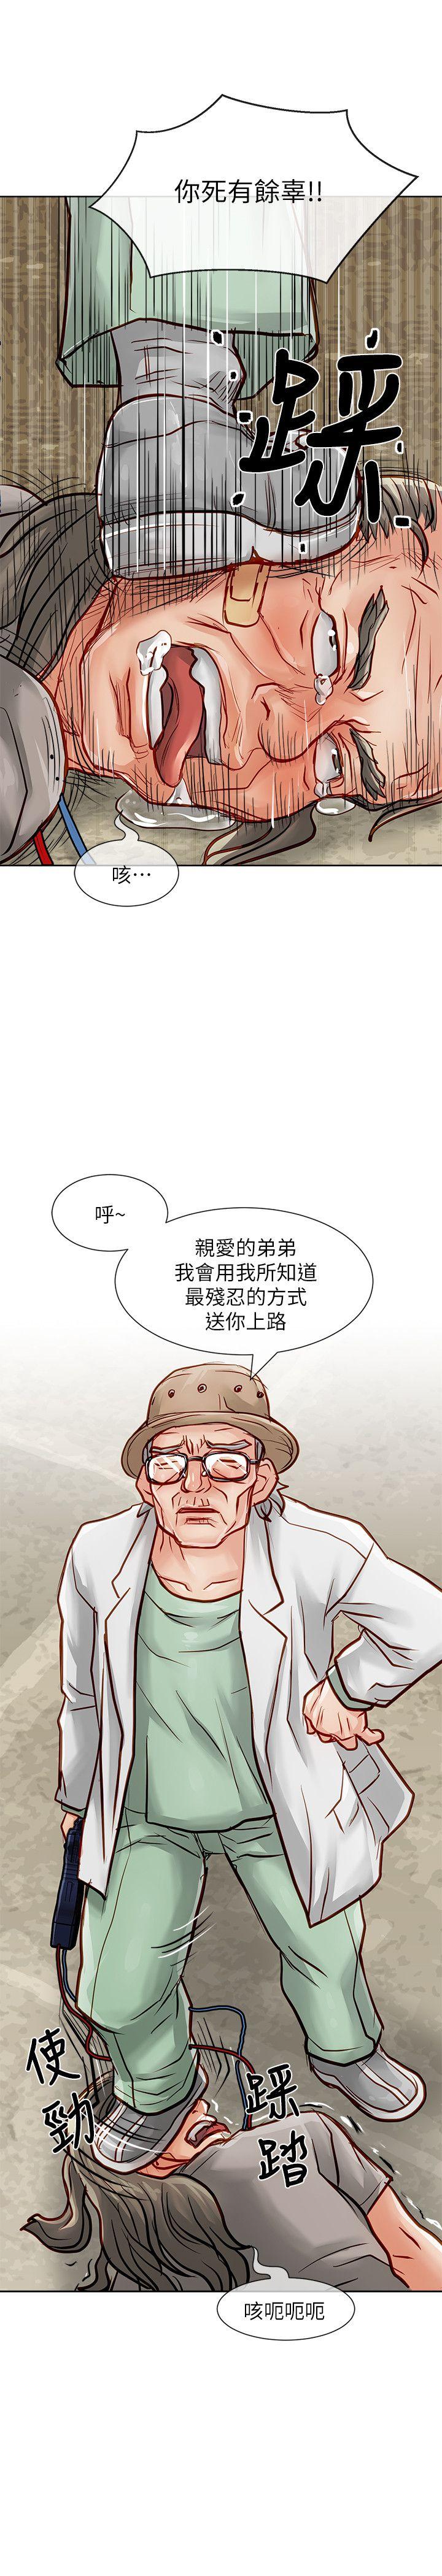 你死有餘辜!!
踩
咳⋯
呼~
親愛的弟弟
我會用我所知道
最殘忍的方式
送你上路
使勁
踩踏
咳呃呃呃